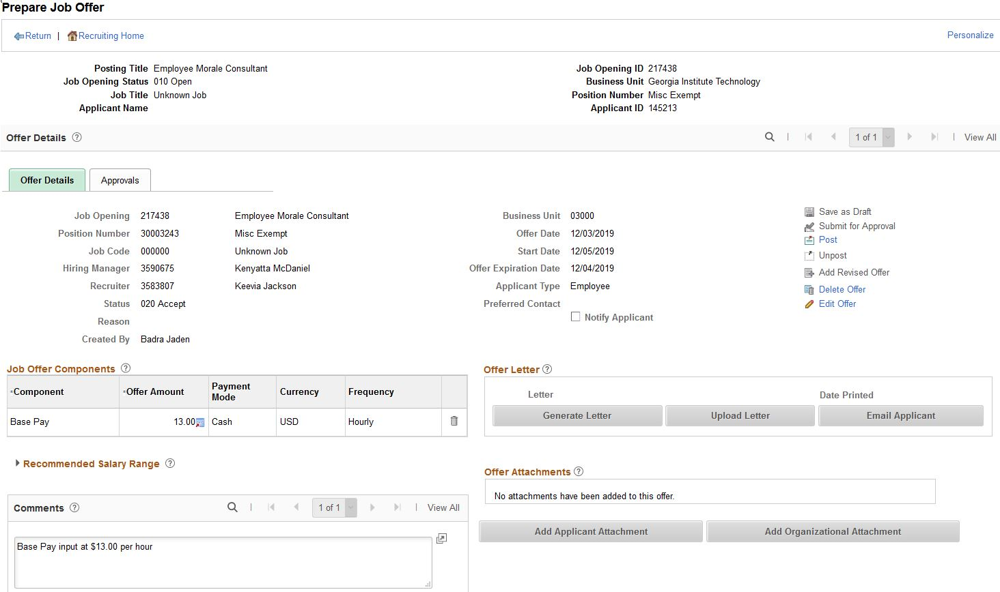 Prepare Job Offer
Return | Recruiting Home
Personalize
Posting Title Employee Morale Consultant
Job Opening Status 010 Open
Job Title Unknown Job
Applicant Name
Job Opening ID 217438
Business Unit Georgia Institute Technology
Position Number Misc Exempt
Applicant ID 145213
Offer Details
1 of 1
View All
Offer Details
Approvals
Job Opening 217438 Employee Morale Consultant
Position Number 30003243 Misc Exempt
Job Code 000000 Unknown Job
Hiring Manager 3590675 Kenyatta McDaniel
Recruiter 3583807 Keevia Jackson
Status 020 Accept
Reason
Created By Badra Jaden
Business Unit 03000
Offer Date 12/03/2019
Start Date 12/05/2019
Offer Expiration Date 12/04/2019
Applicant Type Employee
Preferred Contact
Notify Applicant
Save as Draft
Submit for Approval
Post
Unpost
Add Revised Offer
Delete Offer
Edit Offer
Job Offer Components
*Component *Offer Amount Payment Mode Currency Frequency
Base Pay 13.00 Cash USD Hourly
Recommended Salary Range
Comments
1 of 1
View All
Base Pay input at $13.00 per hour
Offer Letter
Letter Date Printed
Generate Letter Upload Letter Email Applicant
Offer Attachments
No attachments have been added to this offer.
Add Applicant Attachment Add Organizational Attachment